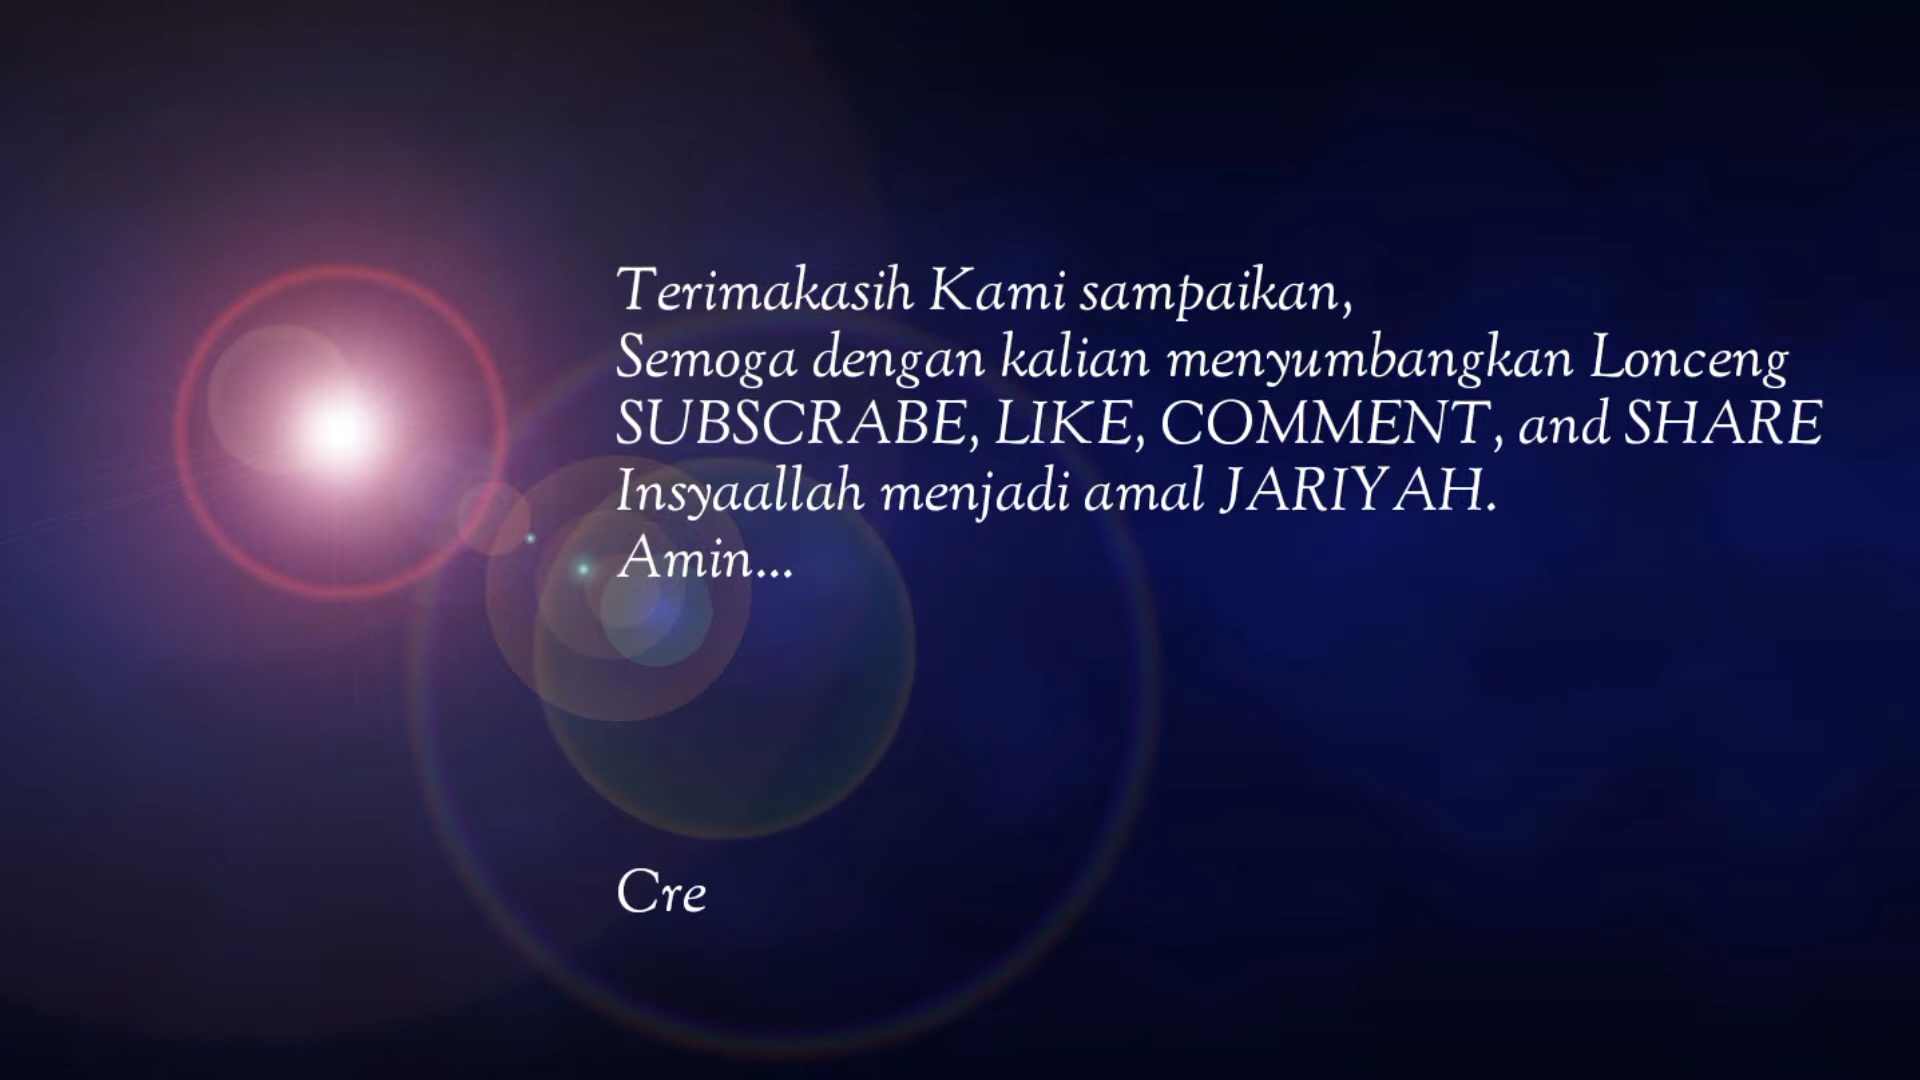 Terimakasih Kami sampaikan,
Semoga dengan kalian menyumbangkan Lonceng
SUBSCRABE, LIKE, COMMENT, and SHARE
Insyaallah menjadi amal JARIYAH.
Amin...
Cre